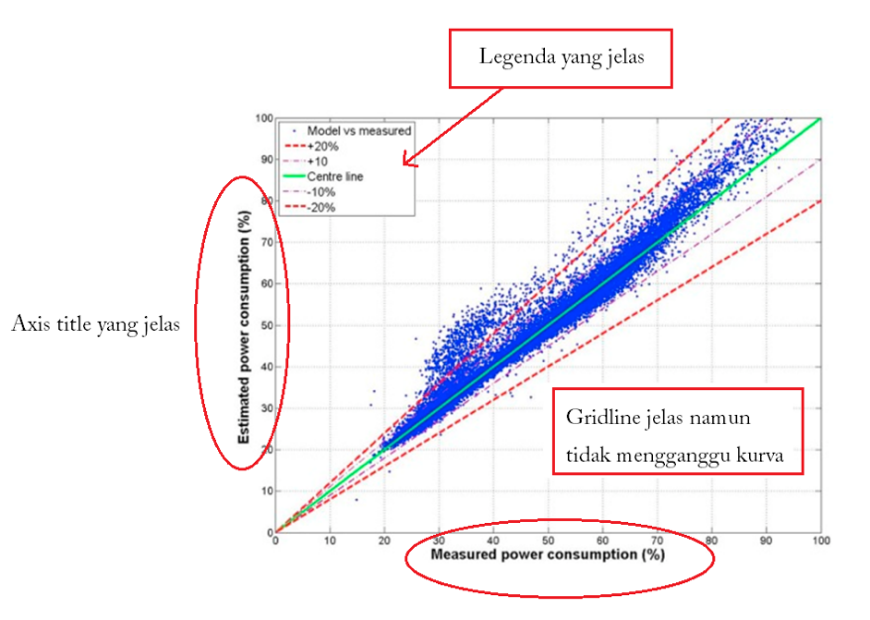 Legenda yang jelas
100
90
80
70
60
50
40
30
20
10
0
Model vs measured
+20%
+10
Centre line
-10%
-20%
Estimated power consumption (%)
Axis title yang jelas
Gridline jelas namun
tidak mengganggu kurva
0 10 20 30 40 50 60 70 80 90 100
Measured power consumption (%)